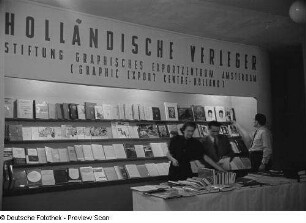 HOLLÄNDISCHE VERLEGER
STIFTUNG GRAPHISCHES EXPORTZENTRUM AMSTERDAM
(GRAPHIC EXPORT CENTRE-HOLLAND)
© Deutsche Fotothek - Preview Scan